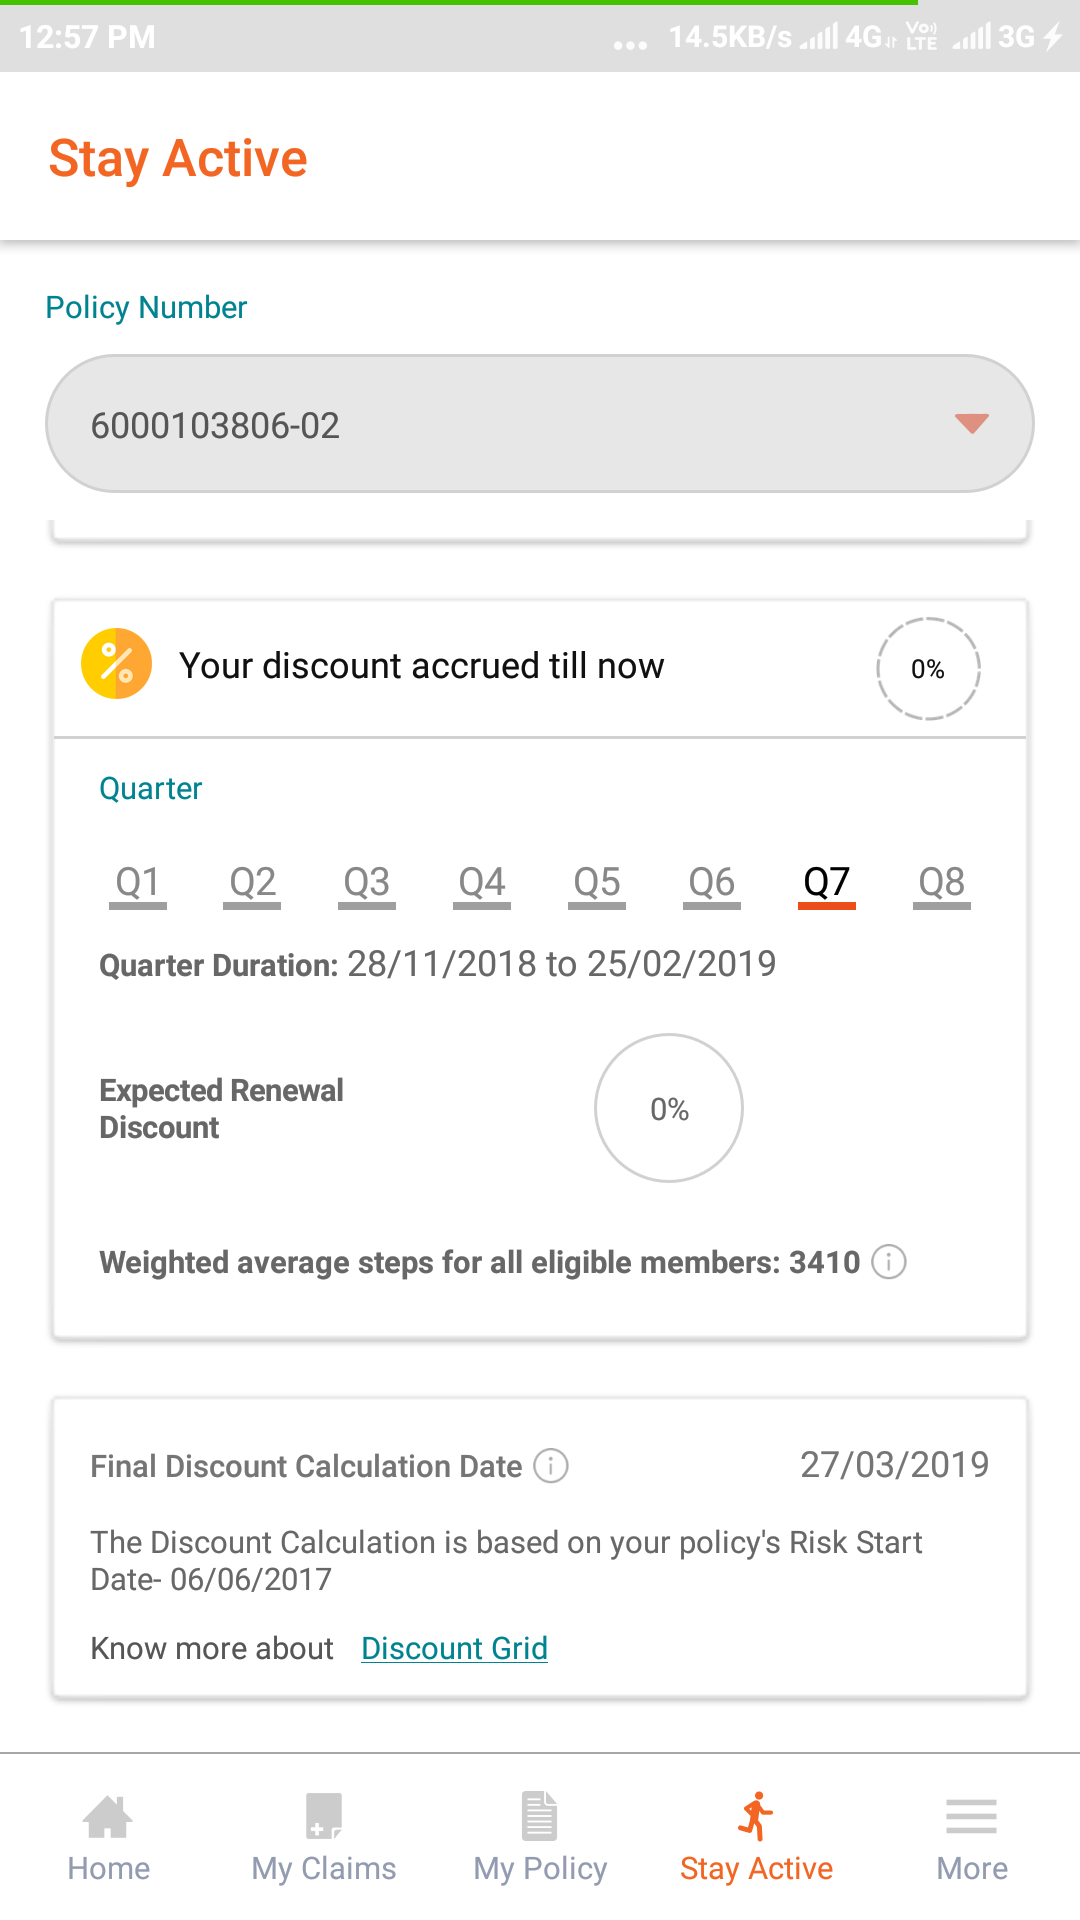 12:57 PM ... 14.5KB/s 4G VoLTE 3G
Stay Active
Policy Number
6000103806-02
% Your discount accrued till now 0%
Quarter
Q1 Q2 Q3 Q4 Q5 Q6 Q7 Q8
Quarter Duration: 28/11/2018 to 25/02/2019
Expected Renewal
Discount
0%
Weighted average steps for all eligible members: 3410 i
Final Discount Calculation Date i 27/03/2019
The Discount Calculation is based on your policy's Risk Start
Date- 06/06/2017
Know more about Discount Grid
Home My Claims My Policy Stay Active More